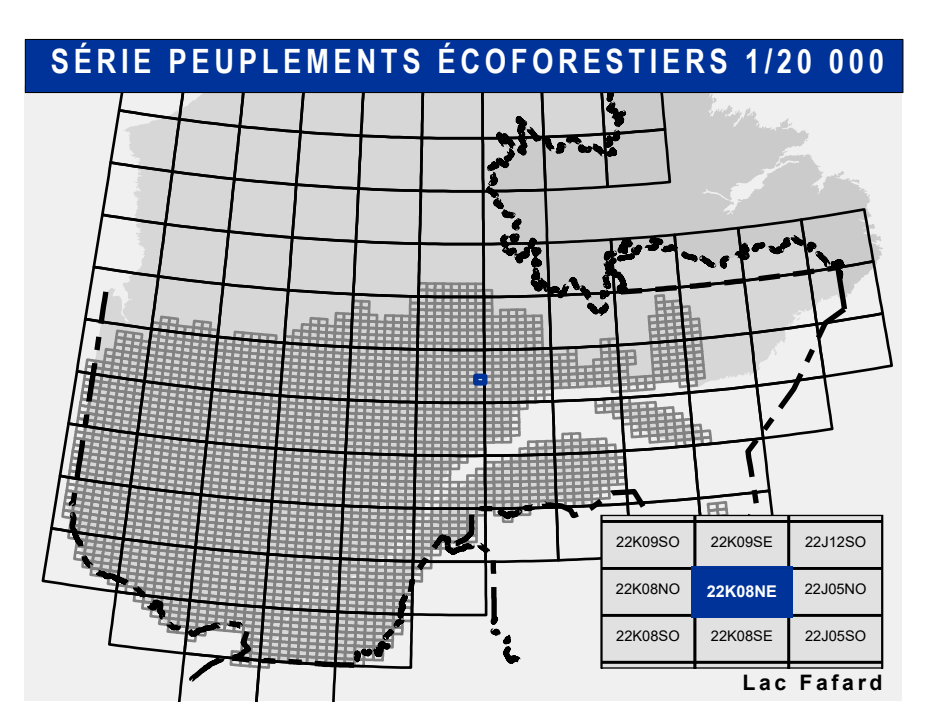 SÉRIE PEUPLEMENTS ÉCOFORESTIERS 1/20 000
22K09SO 22K09SE 22J12SO
22K08NO 22K08NE 22J05NO
22K08SO 22K08SE 22J05SO
Lac Fafard